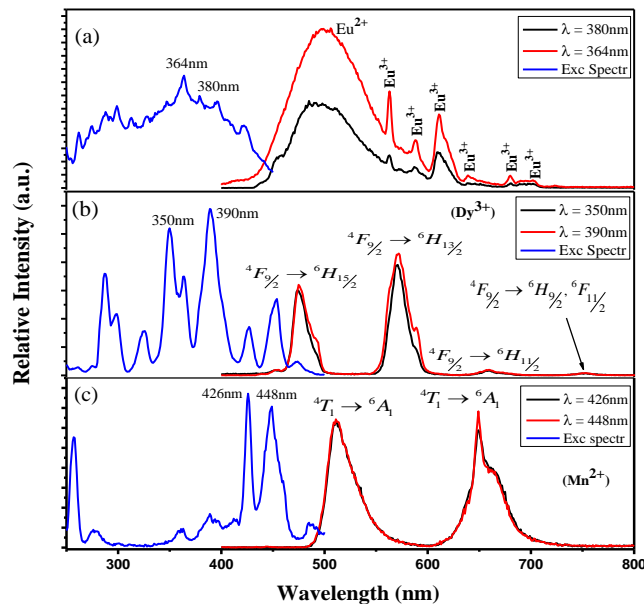 Relative Intensity (a.u.)
(a)
364nm
380nm
Eu²⁺
Eu³⁺
Eu³⁺
Eu³⁺
Eu³⁺
Eu³⁺
Eu³⁺
λ = 380nm
λ = 364nm
Exc Spectr
(b)
350nm
390nm
⁴F₉/₂ → ⁶H₁₅/₂
⁴F₉/₂ → ⁶H₁₃/₂
(Dy³⁺)
⁴F₉/₂ → ⁶H₁₁/₂
⁴F₉/₂ → ⁶H₉/₂, ⁶F₁₁/₂
λ = 350nm
λ = 390nm
Exc Spectr
(c)
426nm
448nm
⁴T₁ → ⁶A₁
⁴T₁ → ⁶A₁
(Mn²⁺)
λ = 426nm
λ = 448nm
Exc spectr
300 400 500 600 700 800
Wavelength (nm)